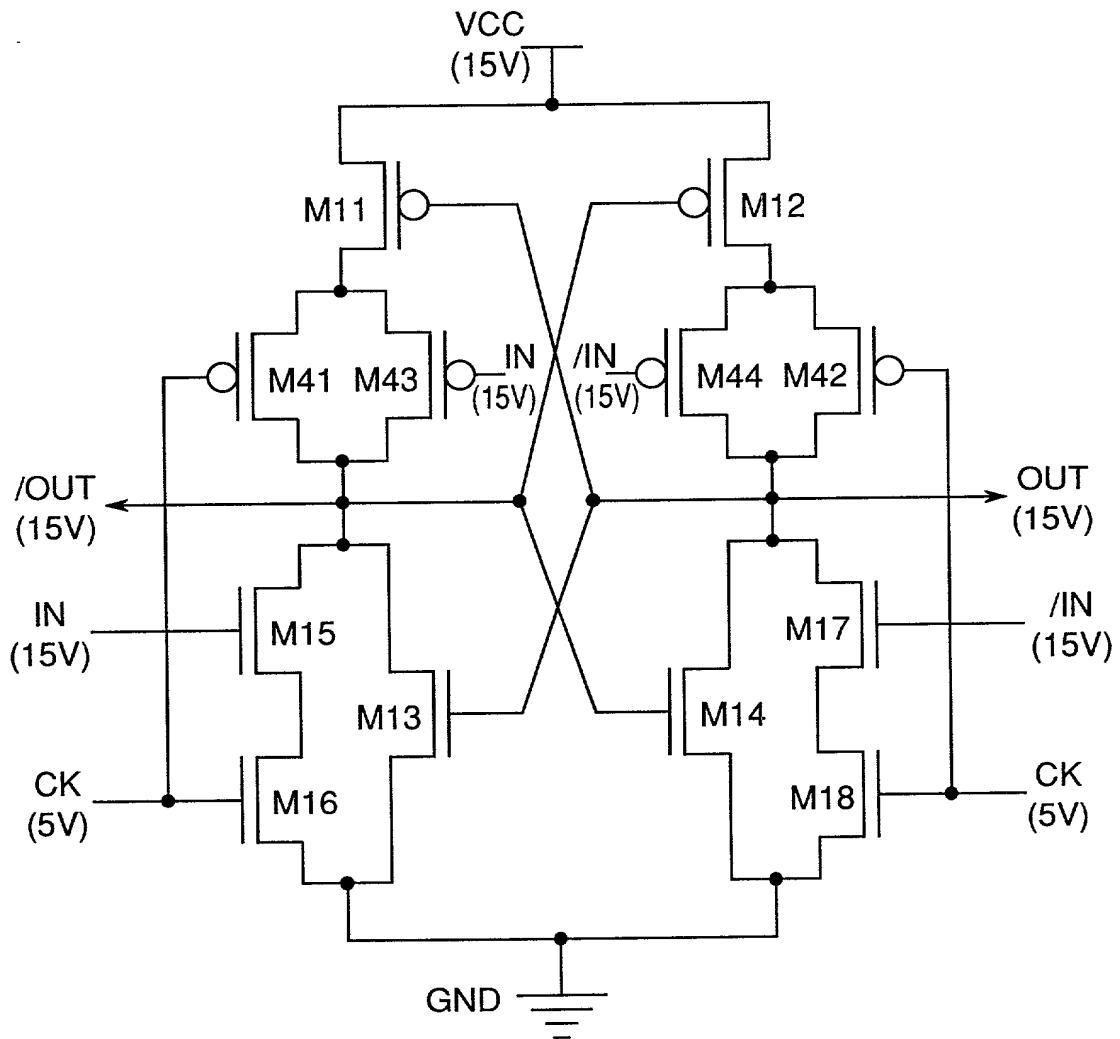 VCC
(15V)
M11
M12
M41
M43
IN
(15V)
/IN
(15V)
M44
M42
/OUT
(15V)
OUT
(15V)
IN
(15V)
M15
M17
/IN
(15V)
M13
M14
CK
(5V)
M16
M18
CK
(5V)
GND